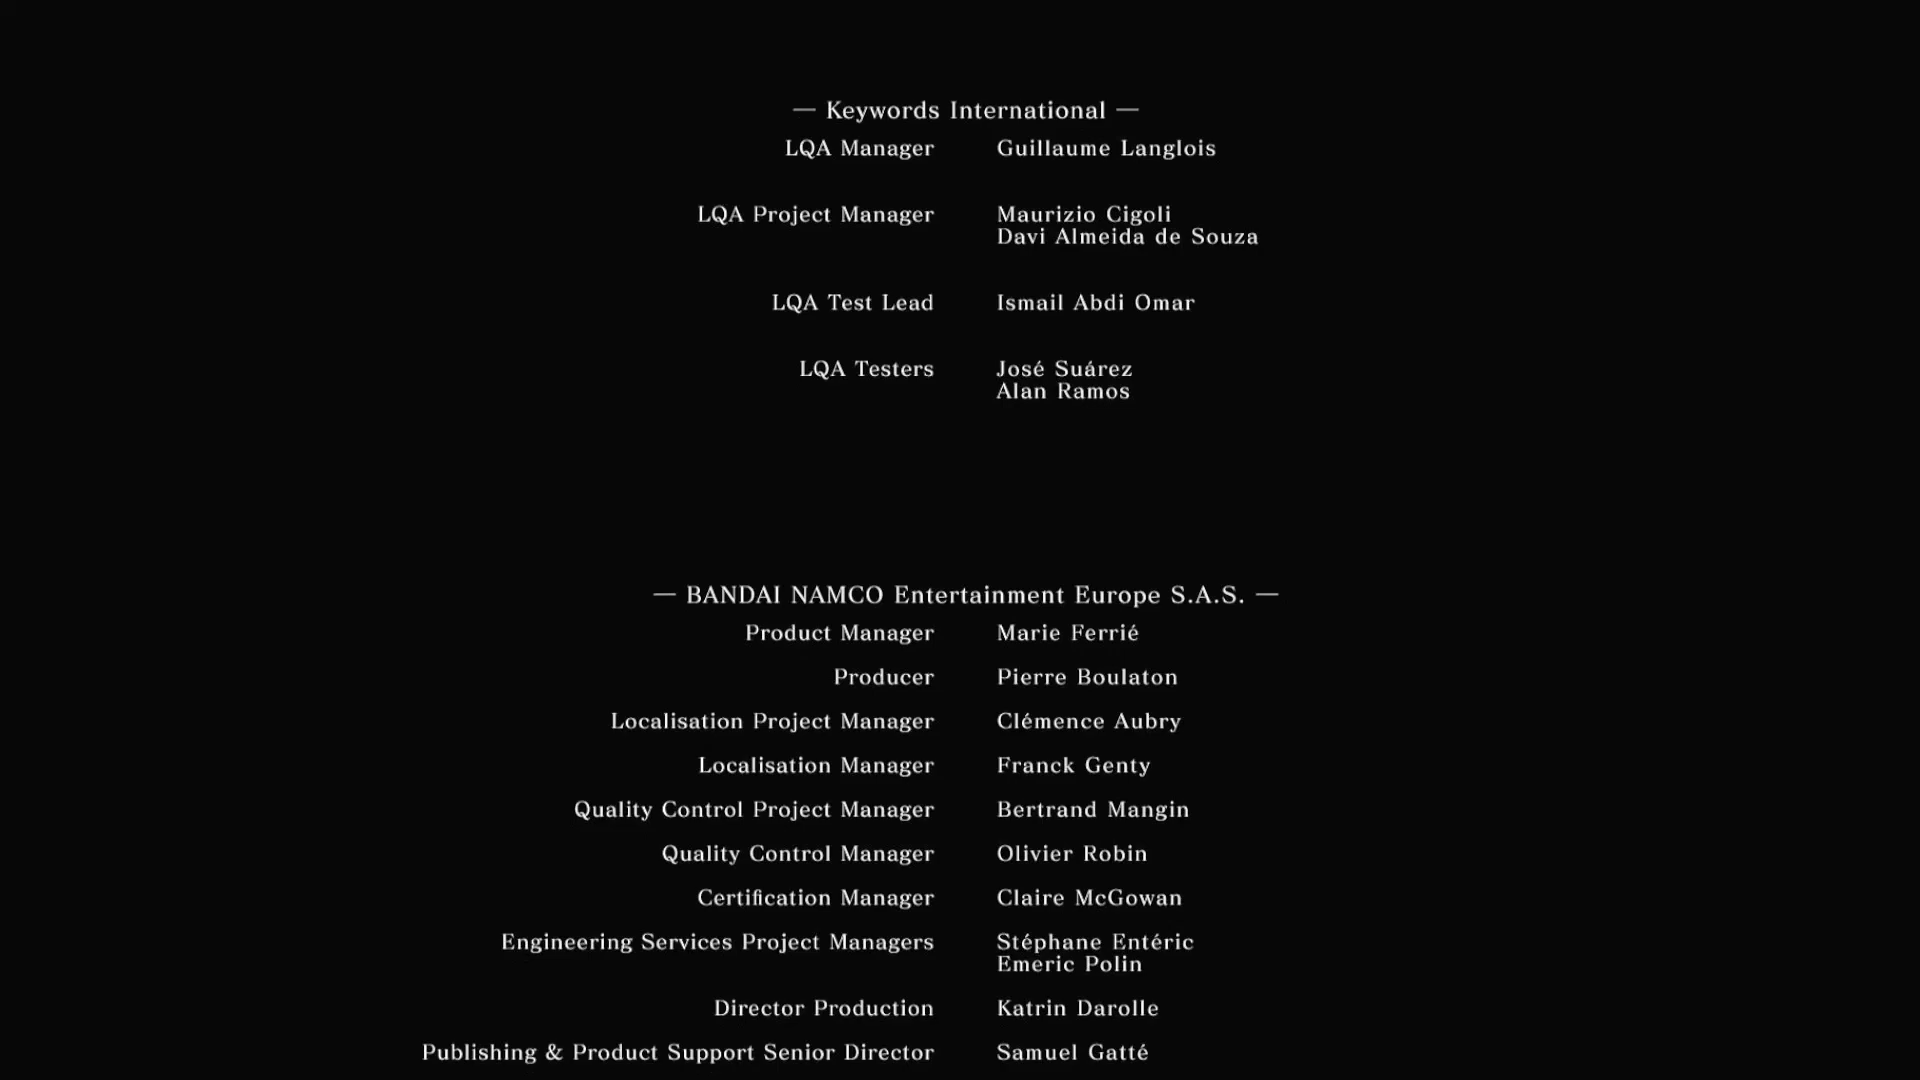 — Keywords International —
LQA Manager Guillaume Langlois
LQA Project Manager Maurizio Cigoli
Davi Almeida de Souza
LQA Test Lead Ismail Abdi Omar
LQA Testers José Suárez
Alan Ramos
— BANDAI NAMCO Entertainment Europe S.A.S. —
Product Manager Marie Ferrié
Producer Pierre Boulaton
Localisation Project Manager Clémence Aubry
Localisation Manager Franck Genty
Quality Control Project Manager Bertrand Mangin
Quality Control Manager Olivier Robin
Certification Manager Claire McGowan
Engineering Services Project Managers Stéphane Entéric
Emeric Polin
Director Production Katrin Darolle
Publishing & Product Support Senior Director Samuel Gatté